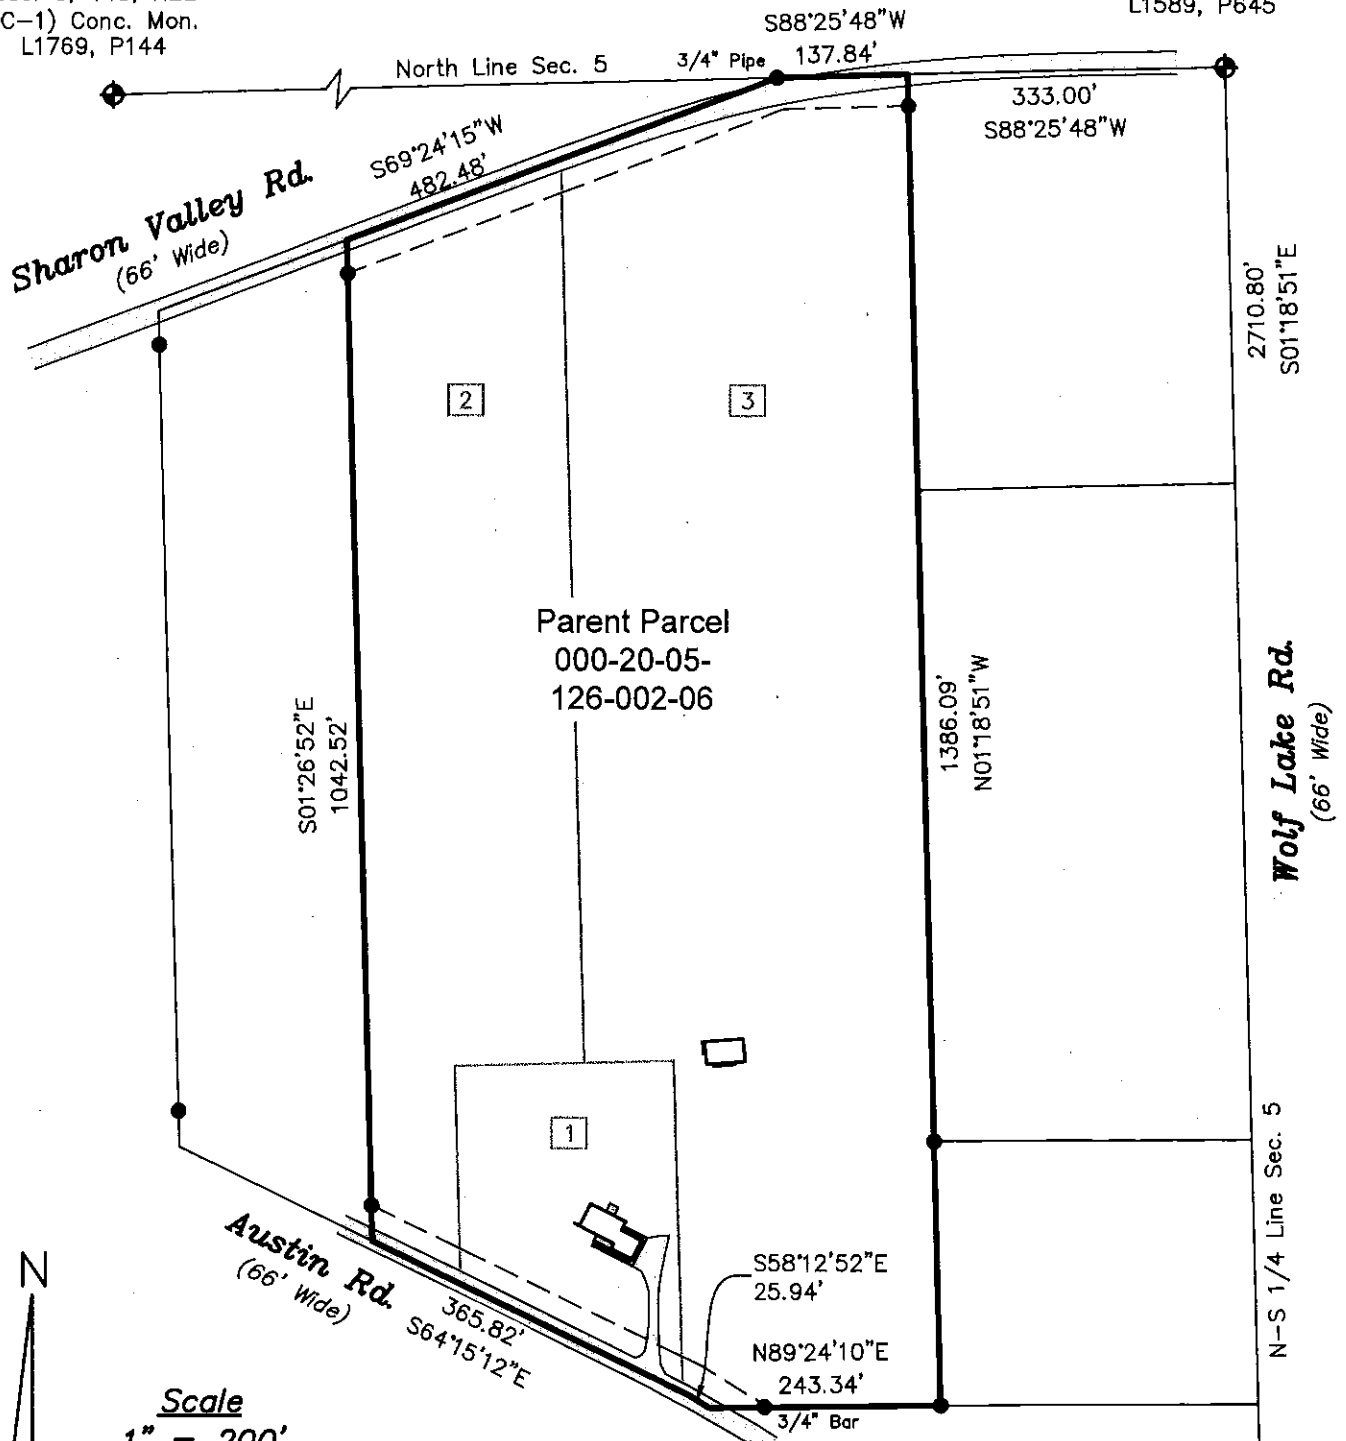 C-1) Conc. Mon.
L1769, P144
S88°25'48"W
137.84'
L1589, P645
North Line Sec. 5
3/4" Pipe
333.00'
S88°25'48"W
S69°24'15"W
482.48'
Sharon Valley Rd.
(66' Wide)
2710.80'
S01°18'51"E
2
3
Parent Parcel
000-20-05-
126-002-06
S01°26'52"E
1042.52'
1386.09'
N01°18'51"W
Wolf Lake Rd.
(66' Wide)
1
N-S 1/4 Line Sec. 5
Austin Rd.
(66' Wide)
365.82'
S64°15'12"E
S58°12'52"E
25.94'
N89°24'10"E
243.34'
3/4" Bar
N
Scale
1" = 200'